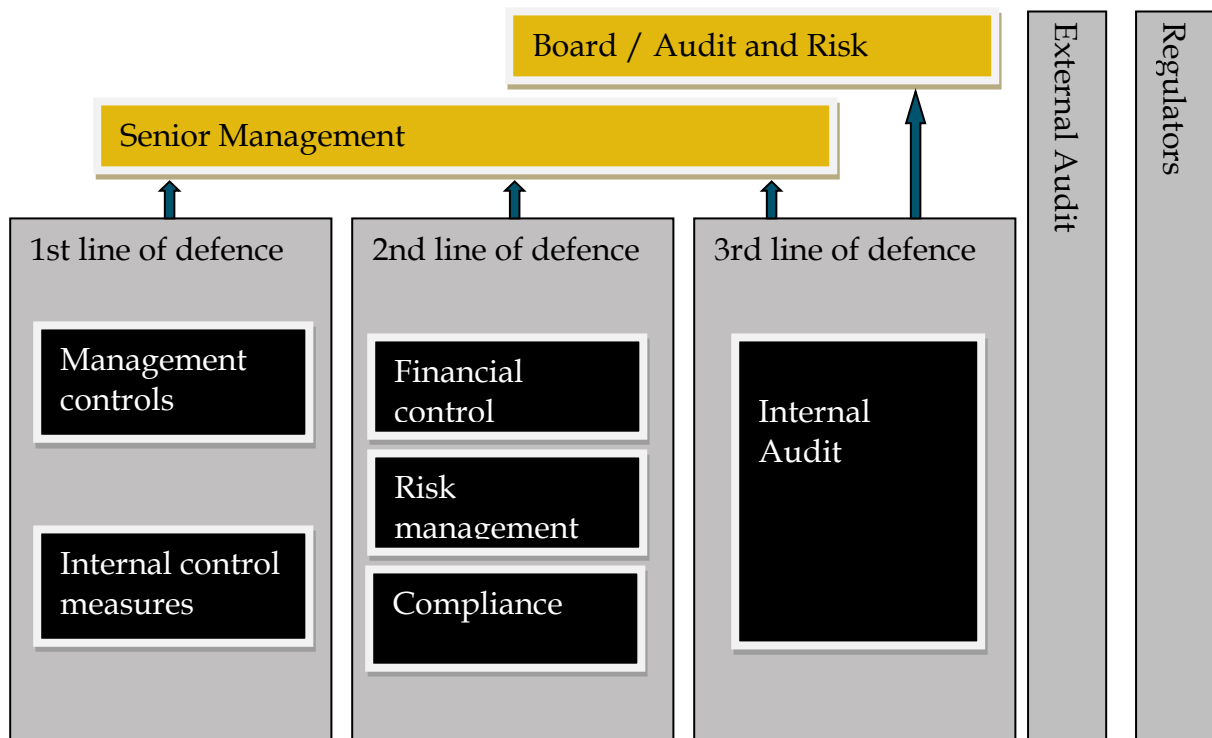 Board / Audit and Risk
Senior Management
1st line of defence
Management
controls
Internal control
measures
2nd line of defence
Financial
control
Risk
management
Compliance
3rd line of defence
Internal
Audit
External Audit
Regulators